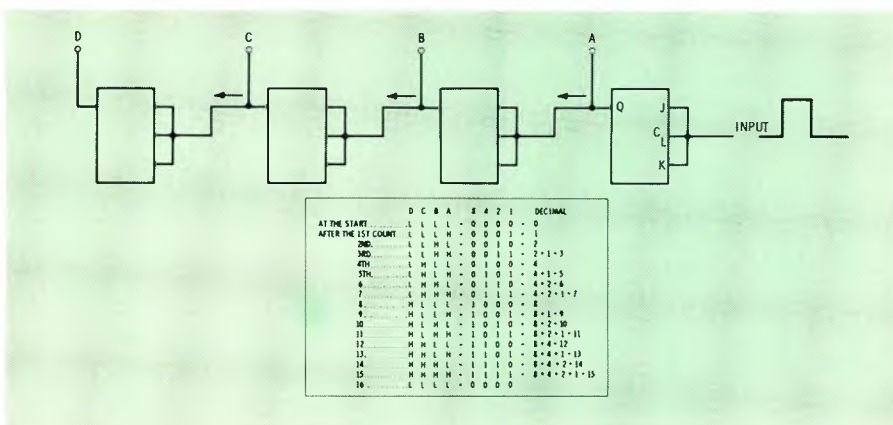 D C B A
Q J
C L INPUT
K
D C B A 8 4 2 1 DECIMAL
AT THE START L L L L - 0 0 0 0 - 0
AFTER THE 1ST COUNT L L L H - 0 0 0 1 - 1
2ND. L L H L - 0 0 1 0 - 2
3RD L L H H - 0 0 1 1 - 2 + 1 - 3
4TH L H L L - 0 1 0 0 - 4
5TH. L H L H - 0 1 0 1 - 4 + 1 - 5
6 L H H L - 0 1 1 0 - 4 + 2 - 6
7 L H H H - 0 1 1 1 - 4 + 2 + 1 - 7
8 H L L L - 1 0 0 0 - 8
9 H L L H - 1 0 0 1 - 8 + 1 - 9
10 H L H L - 1 0 1 0 - 8 + 2 - 10
11 H L H H - 1 0 1 1 - 8 + 2 + 1 - 11
12 H H L L - 1 1 0 0 - 8 + 4 - 12
13. H H L H - 1 1 0 1 - 8 + 4 + 1 - 13
14 H H H L - 1 1 1 0 - 8 + 4 + 2 - 14
15 H H H H - 1 1 1 1 - 8 + 4 + 2 + 1 - 15
16 L L L L - 0 0 0 0